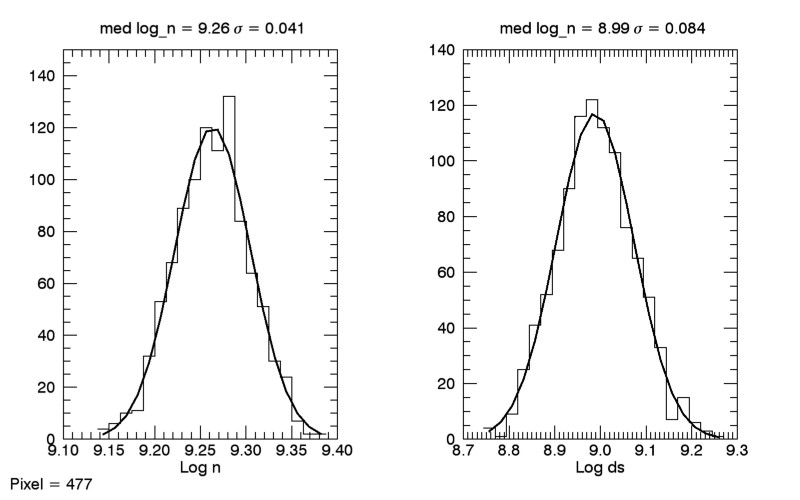 med log_n = 9.26 σ = 0.041
140
120
100
80
60
40
20
0
9.10 9.15 9.20 9.25 9.30 9.35 9.40
Log n
med log_n = 8.99 σ = 0.084
140
120
100
80
60
40
20
0
8.7 8.8 8.9 9.0 9.1 9.2 9.3
Log ds
Pixel = 477